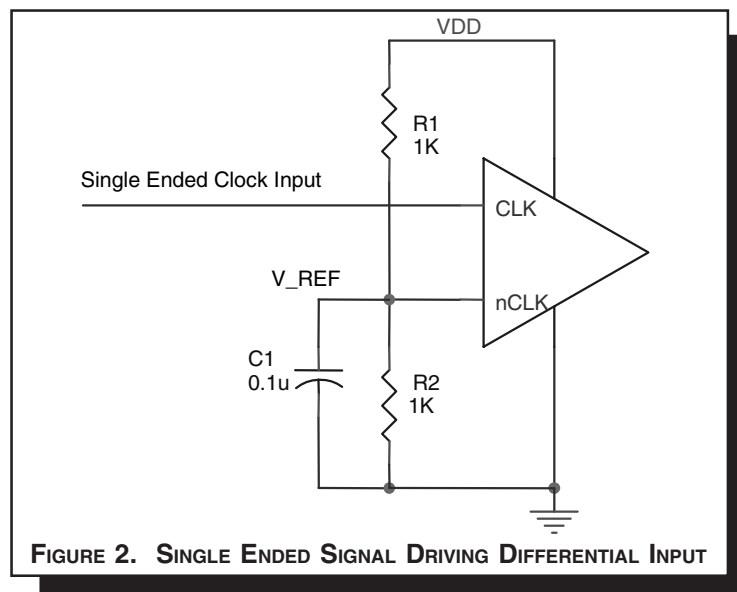 VDD
R1
1K
Single Ended Clock Input
CLK
V_REF
nCLK
C1
0.1u
R2
1K
FIGURE 2. SINGLE ENDED SIGNAL DRIVING DIFFERENTIAL INPUT